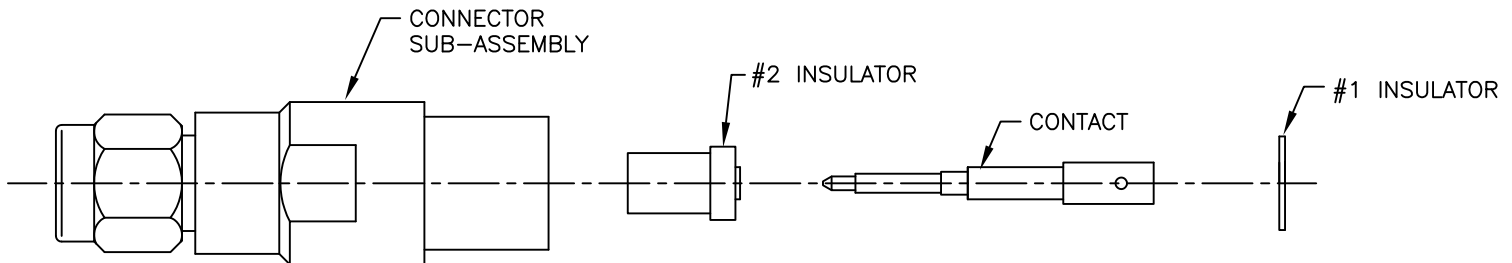 CONNECTOR
SUB-ASSEMBLY
#2 INSULATOR
CONTACT
#1 INSULATOR